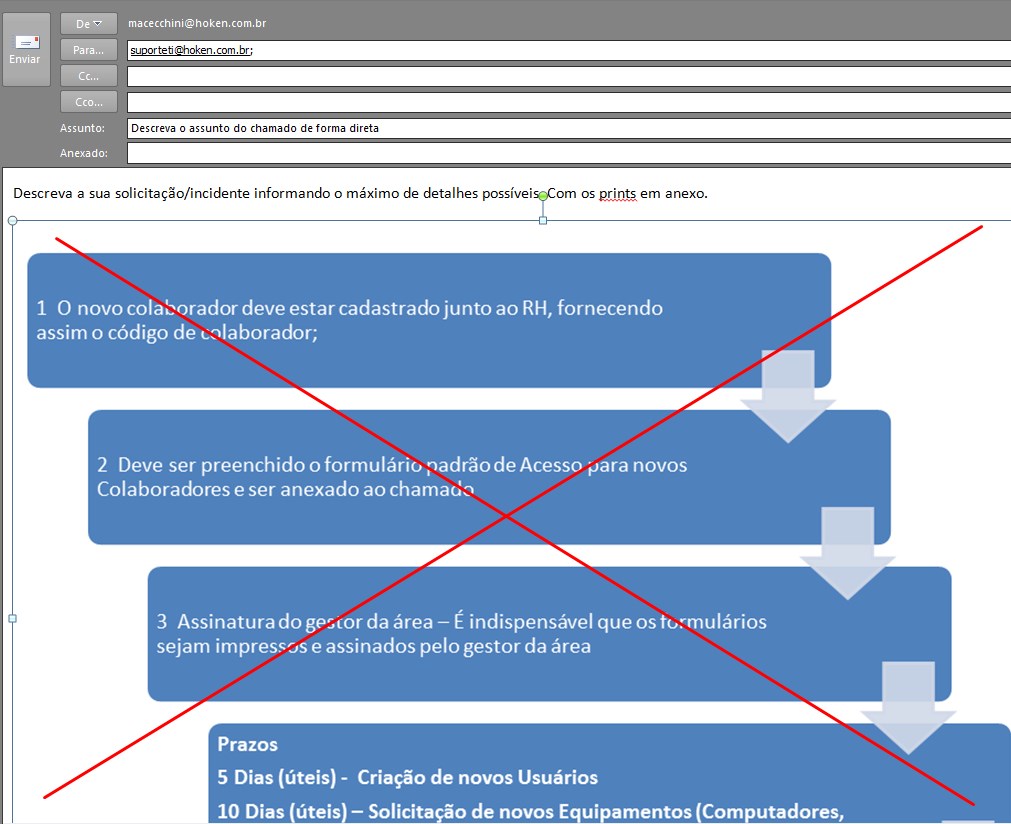 De
macecchini@hoken.com.br
Enviar
Para...
suporteti@hoken.com.br;
Cc...
Cco...
Assunto:
Descreva o assunto do chamado de forma direta
Anexado:
Descreva a sua solicitação/incidente informando o máximo de detalhes possíveis. Com os prints em anexo.
1 O novo colaborador deve estar cadastrado junto ao RH, fornecendo
assim o código de colaborador;
2 Deve ser preenchido o formulário padrão de Acesso para novos
Colaboradores e ser anexado ao chamado
3 Assinatura do gestor da área – É indispensável que os formulários
sejam impressos e assinados pelo gestor da área
Prazos
5 Dias (úteis) - Criação de novos Usuários
10 Dias (úteis) – Solicitação de novos Equipamentos (Computadores,